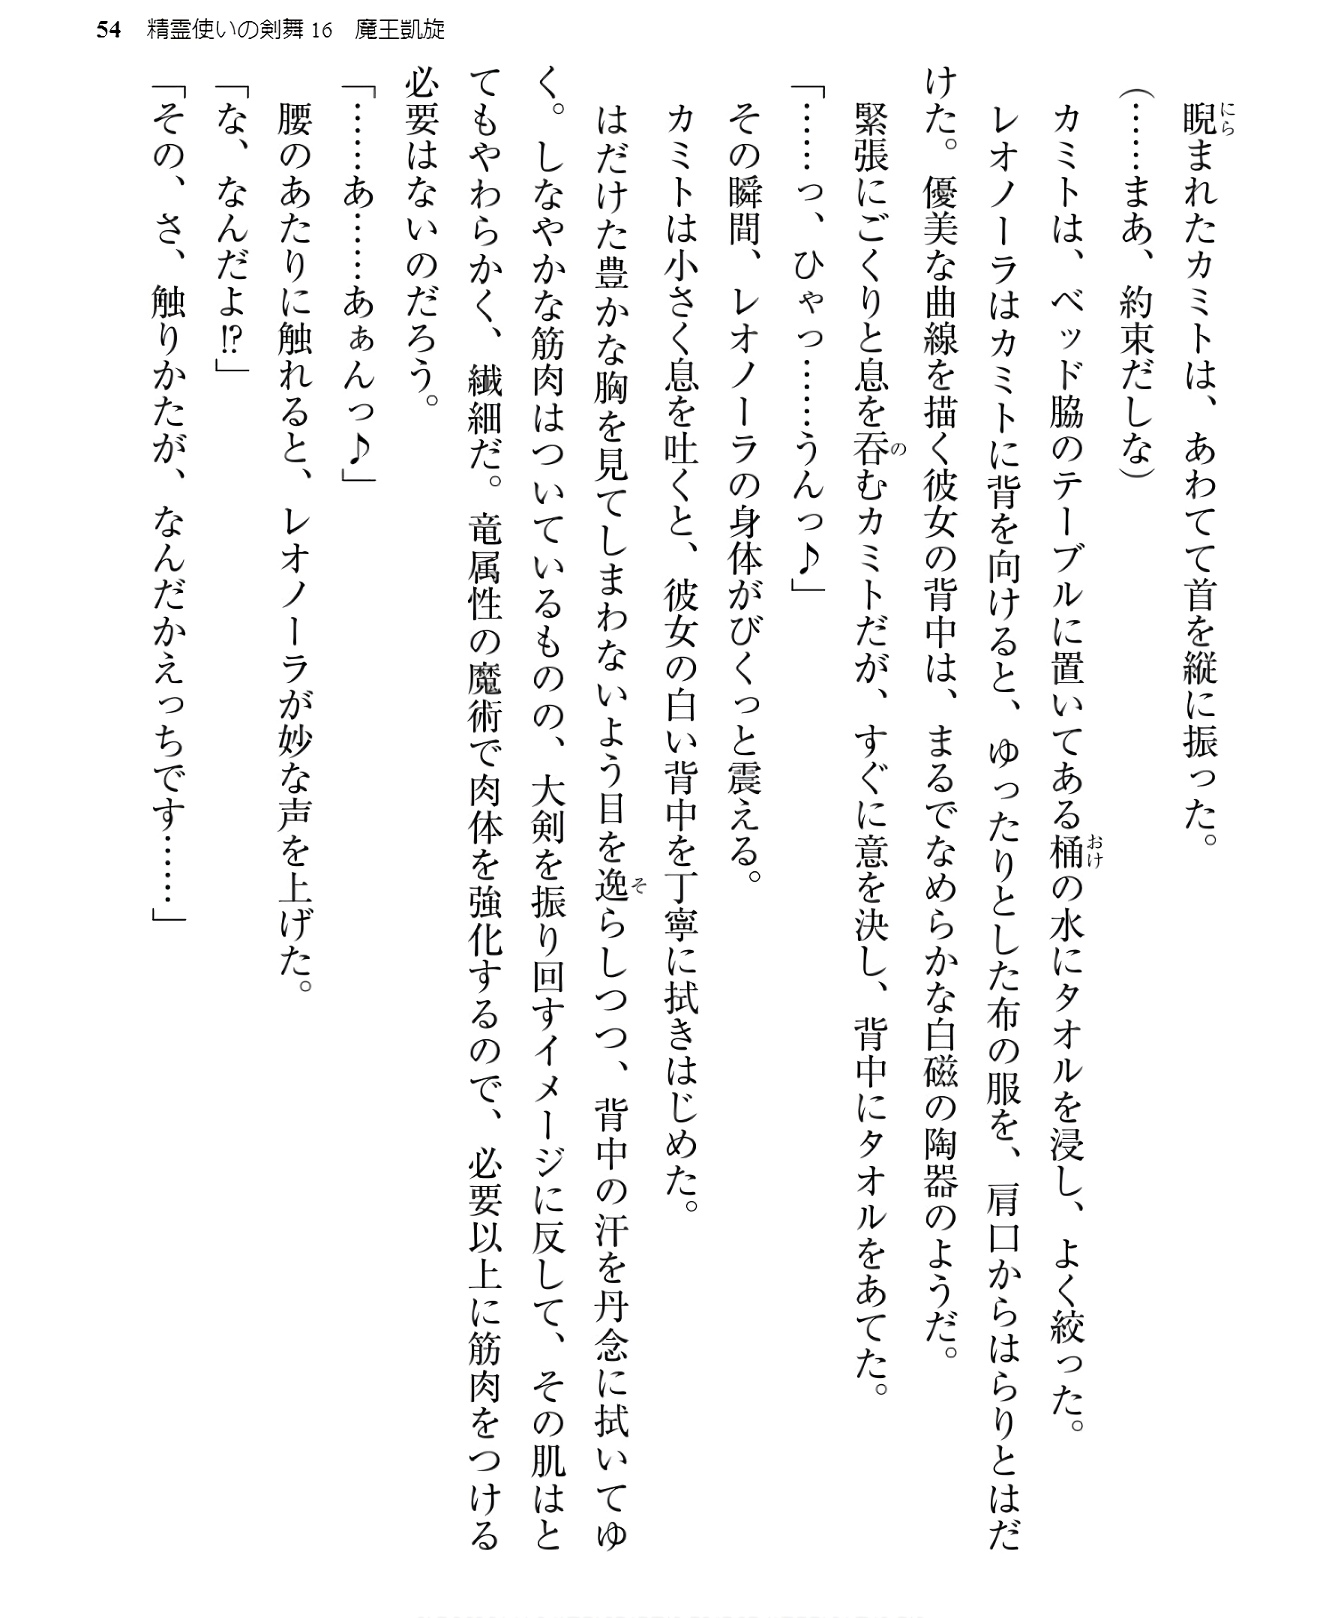 54 精霊使いの剣舞16 魔王凱旋
睨まれたカミトは、あわてて首を縦に振った。
(……まあ、約束だしな)
カミトは、ベッド脇のテーブルに置いてある桶の水にタオルを浸し、よく絞った。
レオノーラはカミトに背を向けると、ゆったりとした布の服を、肩口からはらりとはだ
けた。優美な曲線を描く彼女の背中は、まるでなめらかな白磁の陶器のようだ。
緊張にごくりと息を呑むカミトだが、すぐに意を決し、背中にタオルをあてた。
「……っ、ひゃっ……うんっ♪」
その瞬間、レオノーラの身体がびくっと震える。
カミトは小さく息を吐くと、彼女の白い背中を丁寧に拭きはじめた。
はだけた豊かな胸を見てしまわないよう目を逸らしつつ、背中の汗を丹念に拭いてゆ
く。しなやかな筋肉はついているものの、大剣を振り回すイメージに反して、その肌はと
てもやわらかく、繊細だ。竜属性の魔術で肉体を強化するので、必要以上に筋肉をつける
必要はないのだろう。
「……あ……あぁんっ♪」
腰のあたりに触れると、レオノーラが妙な声を上げた。
「な、なんだよ!?」
「その、さ、触りかたが、なんだかえっちです……」